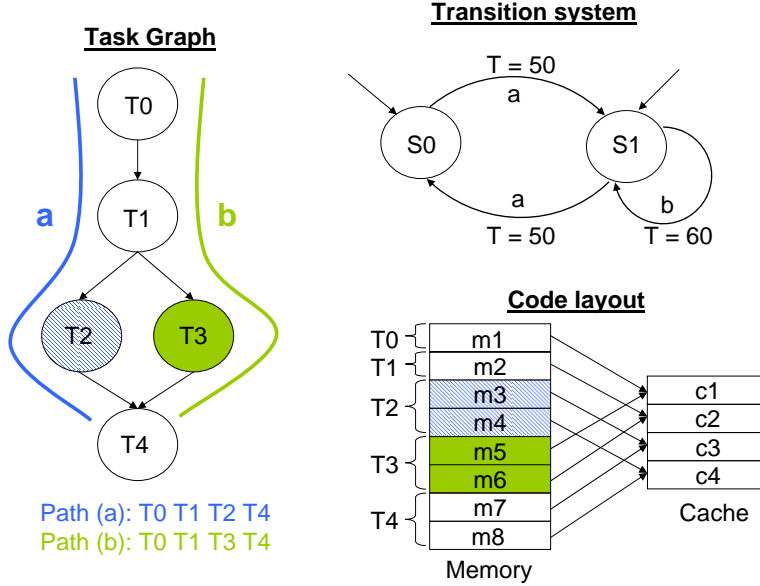 Task Graph
T0
T1
a
b
T2
T3
T4
Path (a): T0 T1 T2 T4
Path (b): T0 T1 T3 T4
Transition system
T = 50
a
S0
S1
a
b
T = 50
T = 60
Code layout
T0
m1
T1
m2
T2
m3
m4
T3
m5
m6
T4
m7
m8
Memory
c1
c2
c3
c4
Cache